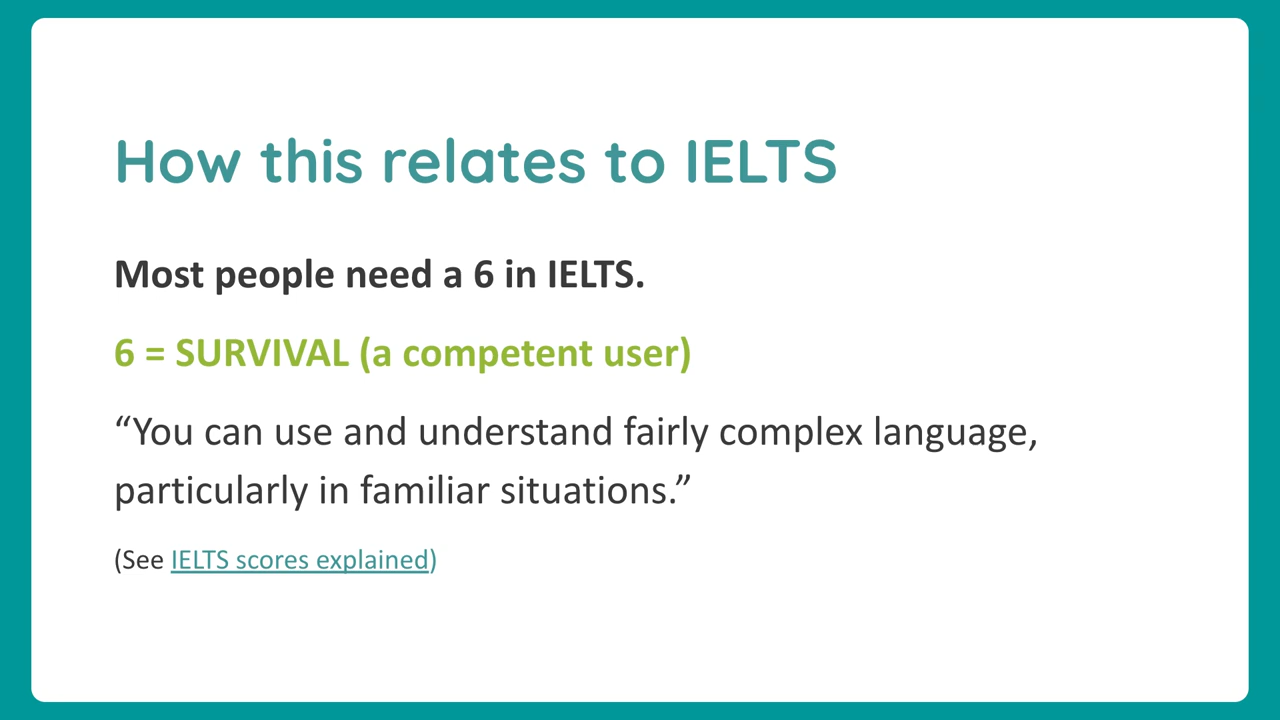 How this relates to IELTS
Most people need a 6 in IELTS.
6 = SURVIVAL (a competent user)
“You can use and understand fairly complex language,
particularly in familiar situations.”
(See IELTS scores explained)